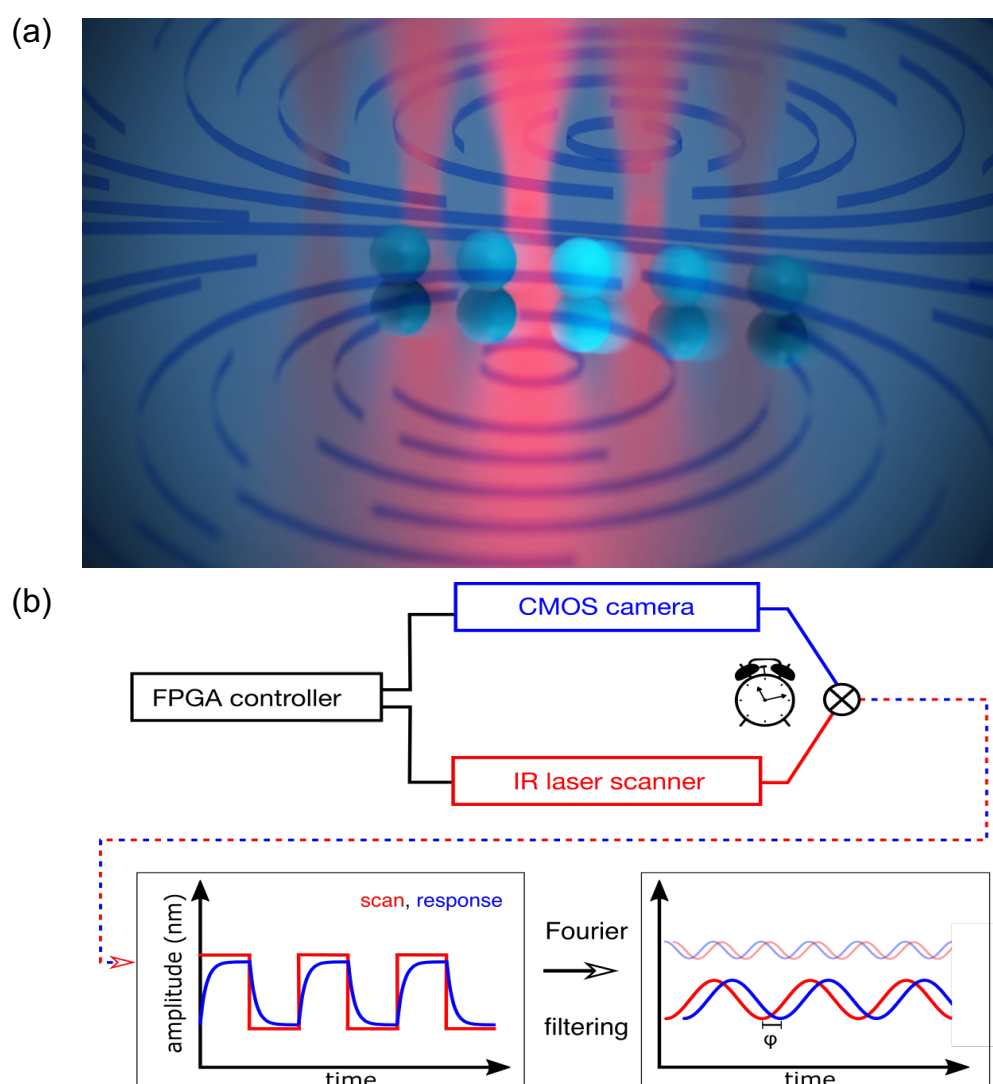 (a)
(b)
CMOS camera
FPGA controller
IR laser scanner
scan, response
amplitude (nm)
time
Fourier
filtering
φ
time